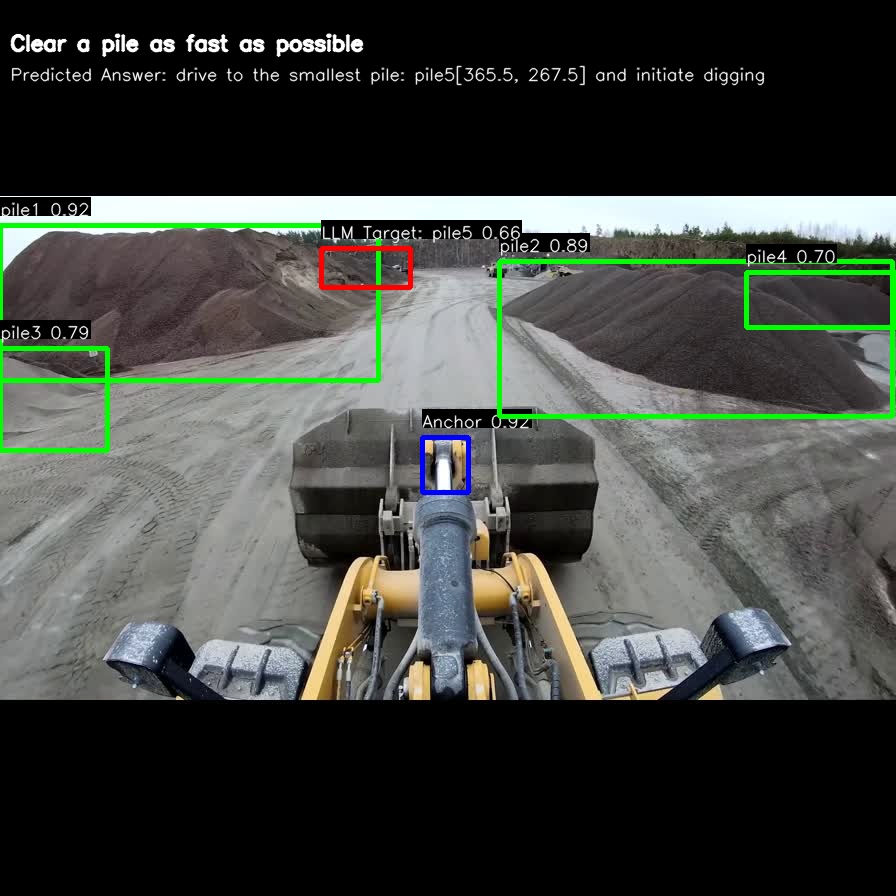 Clear a pile as fast as possible
Predicted Answer: drive to the smallest pile: pile5[365.5, 267.5] and initiate digging
pile1 0.92
LLM Target: pile5 0.66
pile2 0.89
pile4 0.70
pile3 0.79
Anchor 0.92